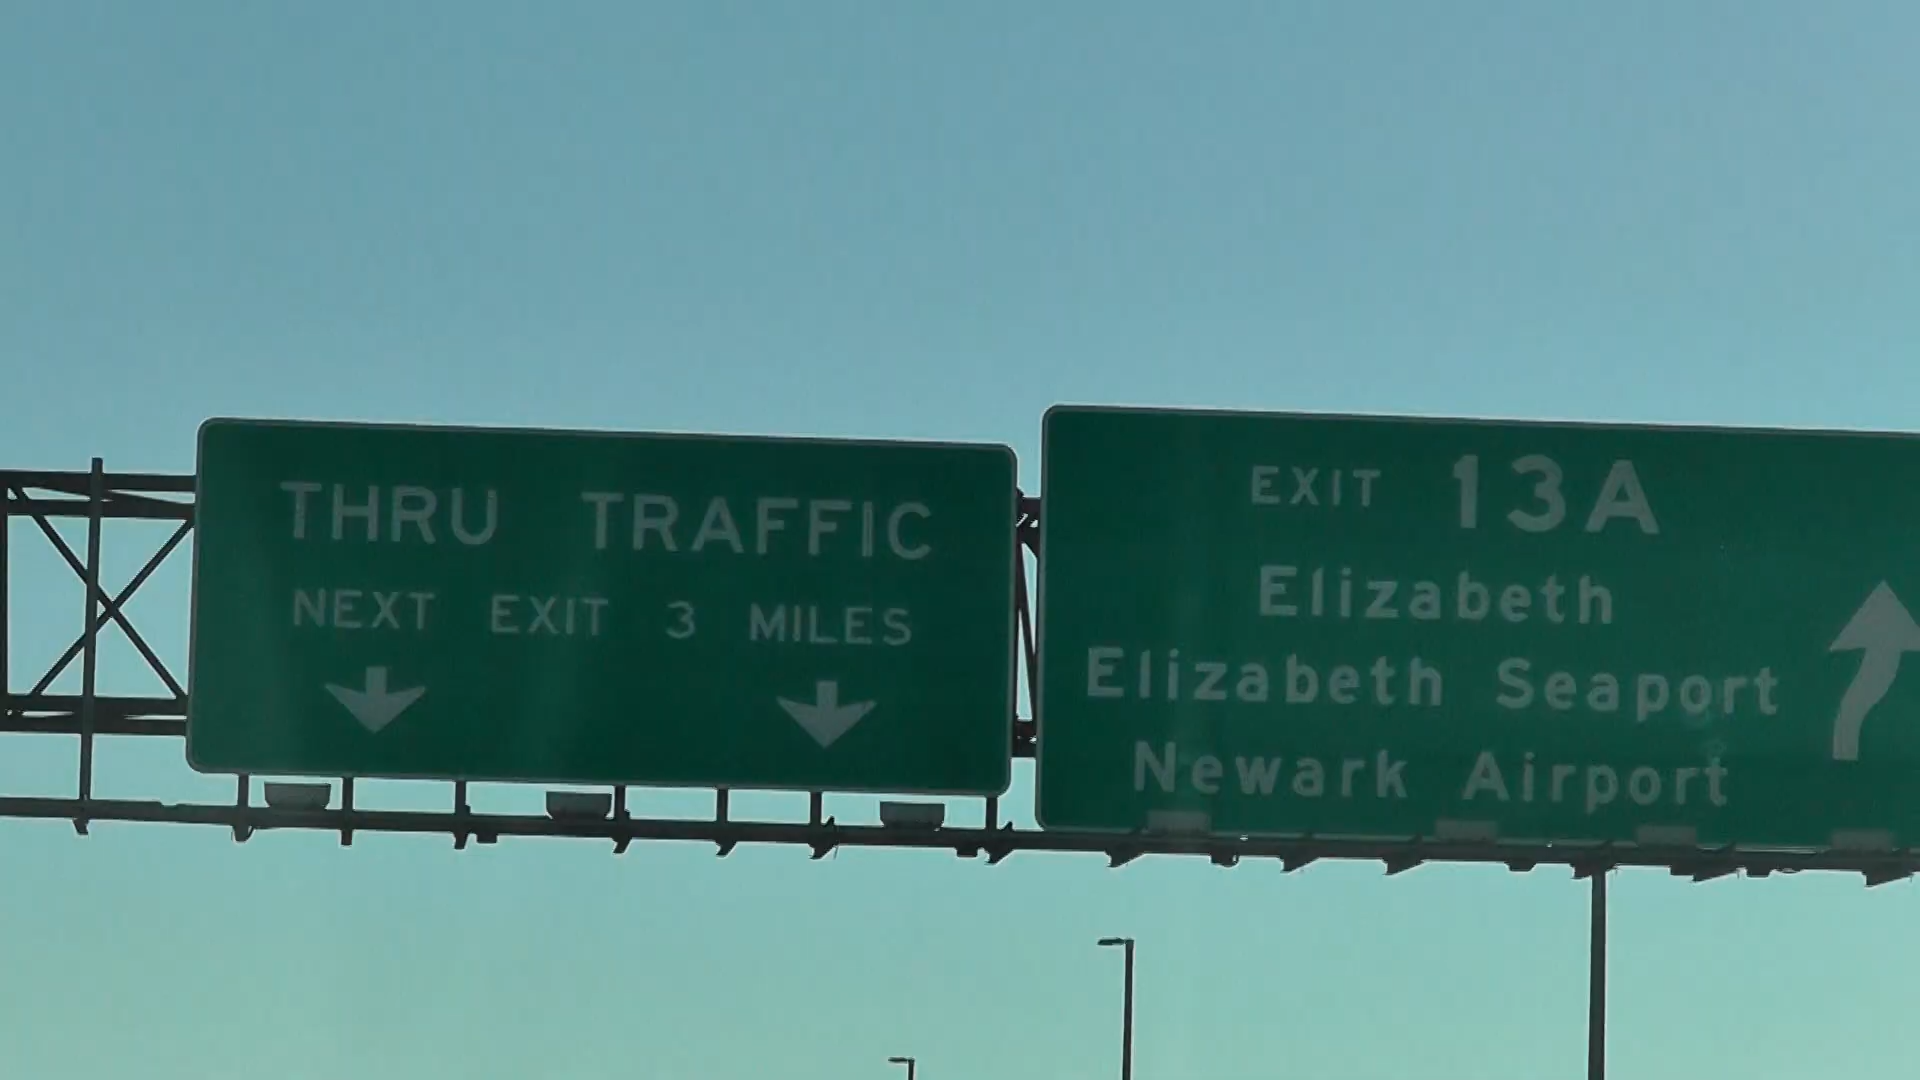 THRU TRAFFIC
NEXT EXIT 3 MILES
EXIT 13A
Elizabeth
Elizabeth Seaport
Newark Airport